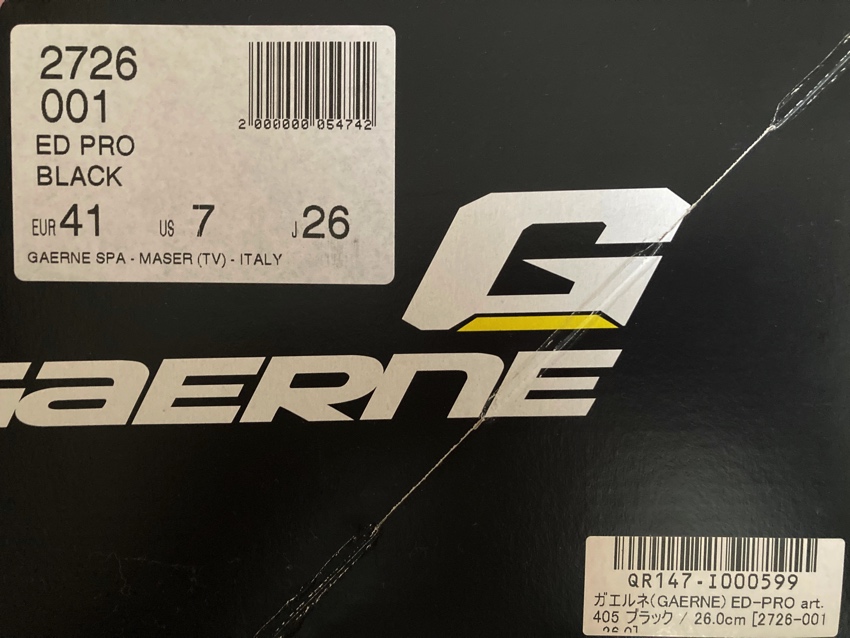 2726
001
ED PRO
BLACK
2 000000 054742
EUR 41 US 7 J 26
GAERNE SPA - MASER (TV) - ITALY
G
GAERNE
QR147-I000599
ガエルネ(GAERNE) ED-PRO art.
405 ブラック / 26.0cm [2726-001
26.0]